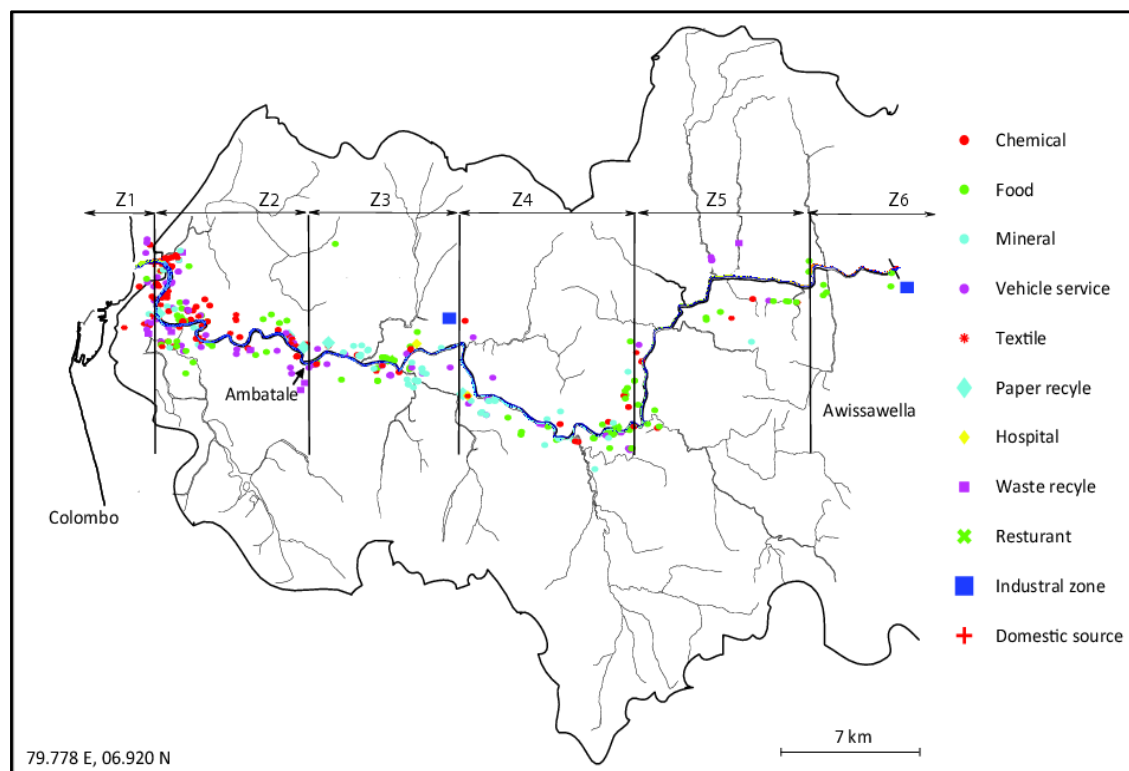 Z1
Z2
Z3
Z4
Z5
Z6
Chemical
Food
Mineral
Vehicle service
Textile
Paper recyle
Hospital
Waste recyle
Resturant
Industral zone
Domestic source
Ambatale
Awissawella
Colombo
79.778 E, 06.920 N
7 km